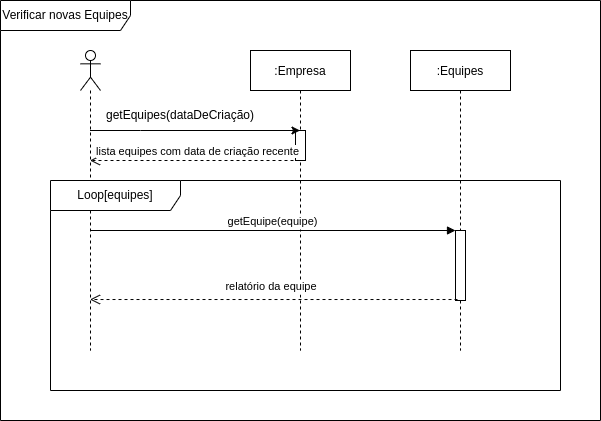 Verificar novas Equipes
:Empresa
:Equipes
getEquipes(dataDeCriação)
lista equipes com data de criação recente
Loop[equipes]
getEquipe(equipe)
relatório da equipe